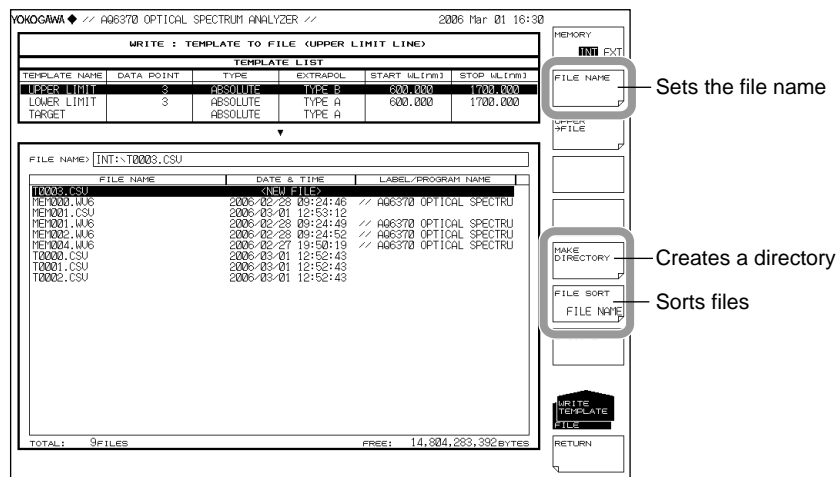 YOKOGAWA ◆ // AQ6370 OPTICAL SPECTRUM ANALYZER // 2006 Mar 01 16:30
WRITE : TEMPLATE TO FILE (UPPER LIMIT LINE)
TEMPLATE LIST
TEMPLATE NAME DATA POINT TYPE EXTRAPOL START WL[nm] STOP WL[nm]
UPPER LIMIT 3 ABSOLUTE TYPE B 600.000 1700.000
LOWER LIMIT 3 ABSOLUTE TYPE A 600.000 1700.000
TARGET ABSOLUTE TYPE A
▼
FILE NAME> INT:\T0003.CSV
FILE NAME DATE & TIME LABEL/PROGRAM NAME
T0003.CSV <NEW FILE>
MEM000.WV6 2006/02/28 09:24:46 // AQ6370 OPTICAL SPECTRU
MEM001.CSV 2006/03/01 12:53:12
MEM001.WV6 2006/02/28 09:24:49 // AQ6370 OPTICAL SPECTRU
MEM002.WV6 2006/02/28 09:24:52 // AQ6370 OPTICAL SPECTRU
MEM004.WV6 2006/02/27 19:50:19 // AQ6370 OPTICAL SPECTRU
T0000.CSV 2006/03/01 12:52:43
T0001.CSV 2006/03/01 12:52:43
T0002.CSV 2006/03/01 12:52:43
TOTAL: 9FILES FREE: 14,804,283,392BYTES
MEMORY
INT EXT
FILE NAME
UPPER
→FILE
MAKE
DIRECTORY
FILE SORT
FILE NAME
WRITE
TEMPLATE
FILE
RETURN
Sets the file name
Creates a directory
Sorts files